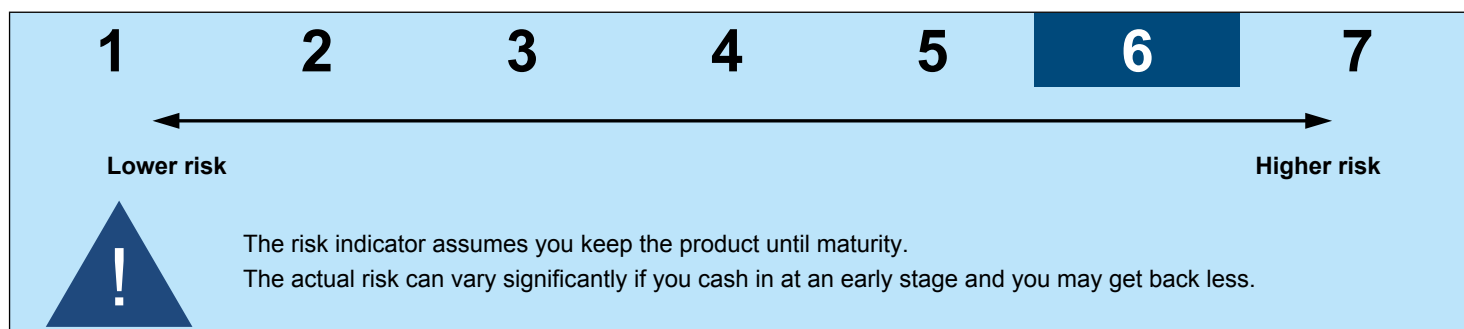 1 2 3 4 5 6 7
Lower risk Higher risk
!
The risk indicator assumes you keep the product until maturity.
The actual risk can vary significantly if you cash in at an early stage and you may get back less.